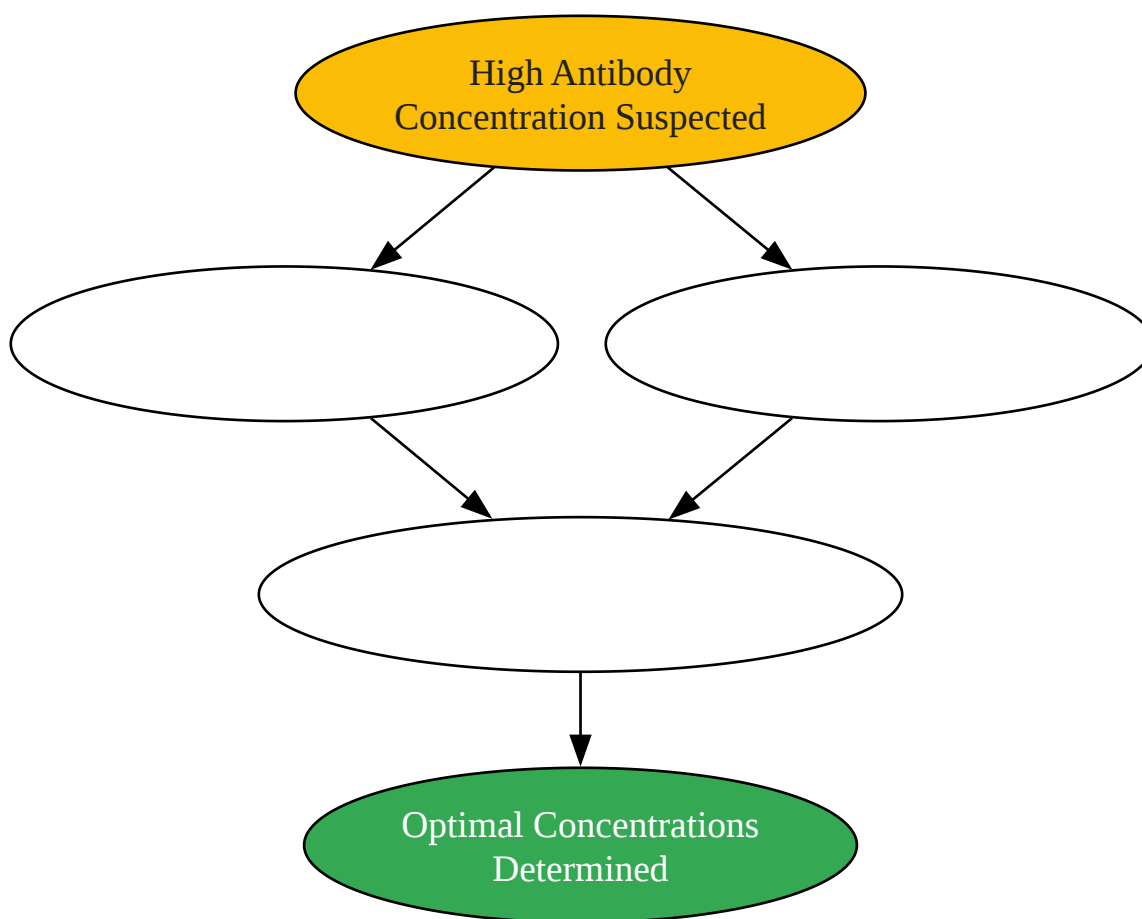 High Antibody
Concentration Suspected
Optimal Concentrations
Determined